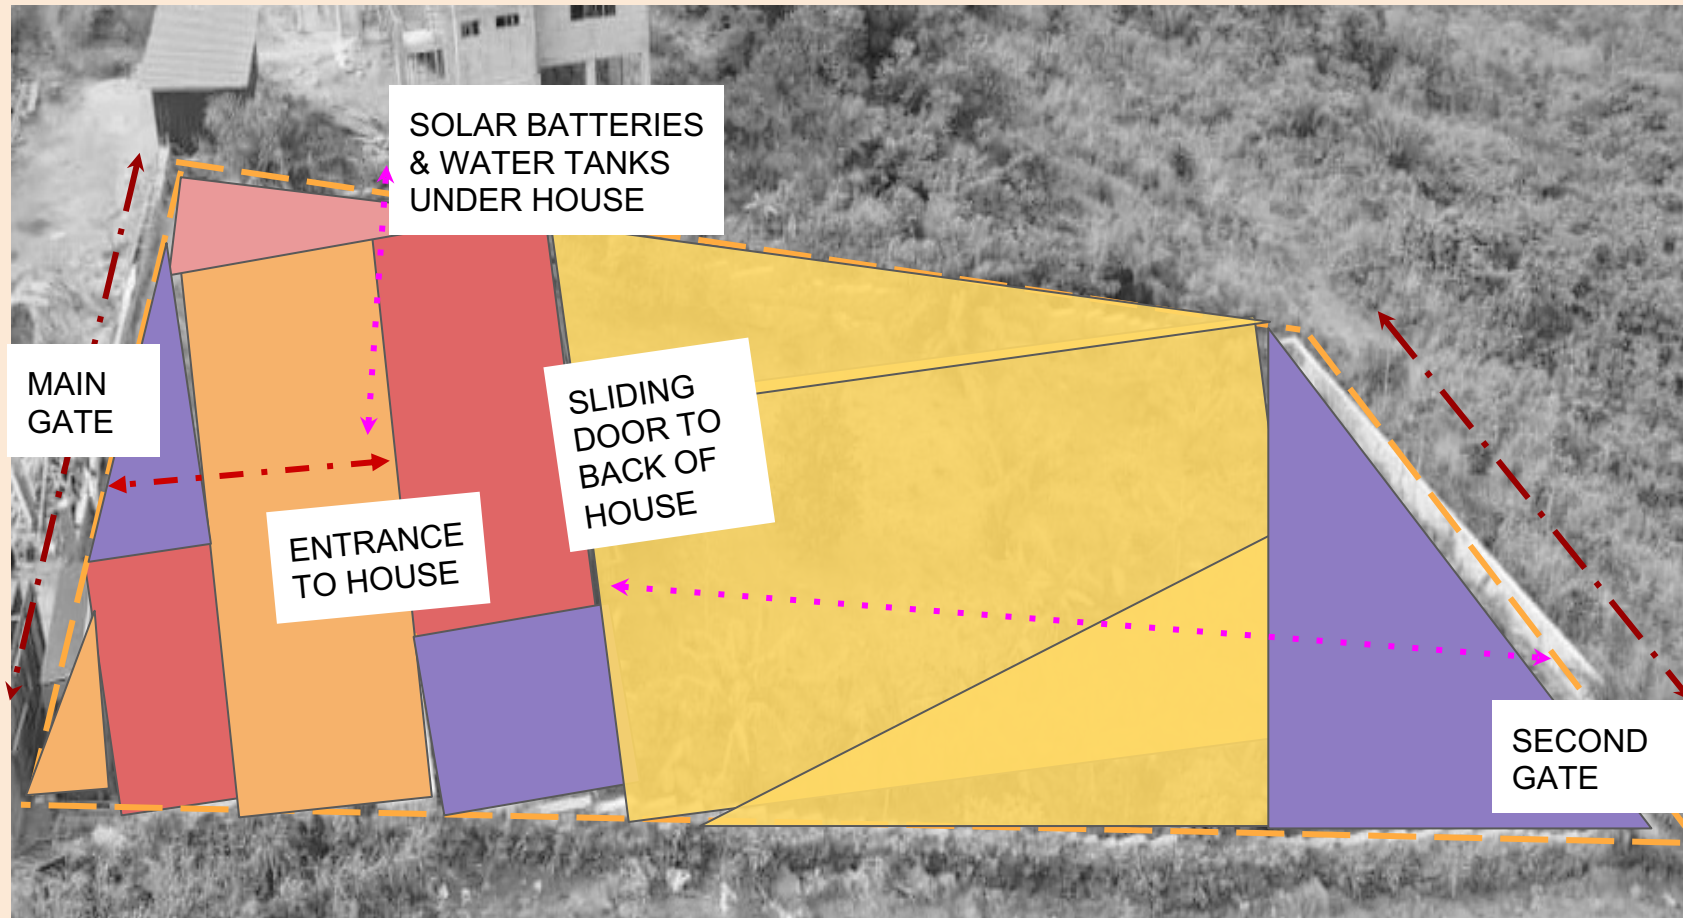 SOLAR BATTERIES
& WATER TANKS
UNDER HOUSE
MAIN
GATE
SLIDING
DOOR TO
BACK OF
HOUSE
ENTRANCE
TO HOUSE
SECOND
GATE